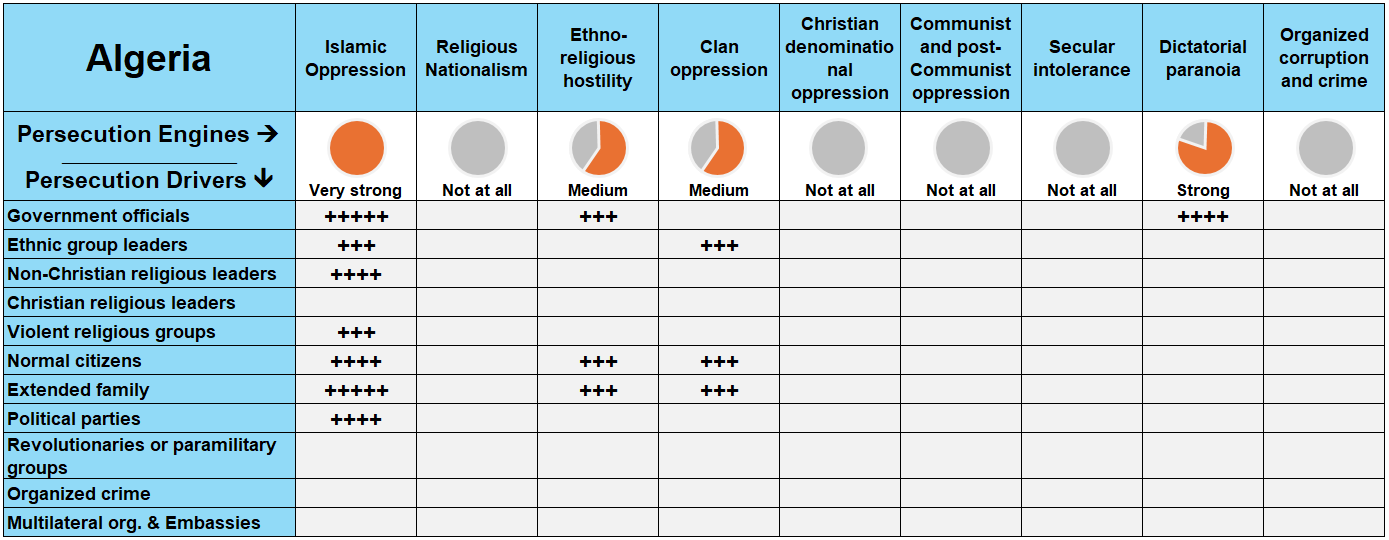 Algeria
Islamic
Oppression
Religious
Nationalism
Ethno-
religious
hostility
Clan
oppression
Christian
denominatio
nal
oppression
Communist
and post-
Communist
oppression
Secular
intolerance
Dictatorial
paranoia
Organized
corruption
and crime
Persecution Engines →
Persecution Drivers ↓
Very strong
Not at all
Medium
Medium
Not at all
Not at all
Not at all
Strong
Not at all
Government officials +++++ +++ ++++
Ethnic group leaders +++ +++
Non-Christian religious leaders ++++
Christian religious leaders
Violent religious groups +++
Normal citizens ++++ +++ +++
Extended family +++++ +++ +++
Political parties ++++
Revolutionaries or paramilitary
groups
Organized crime
Multilateral org. & Embassies